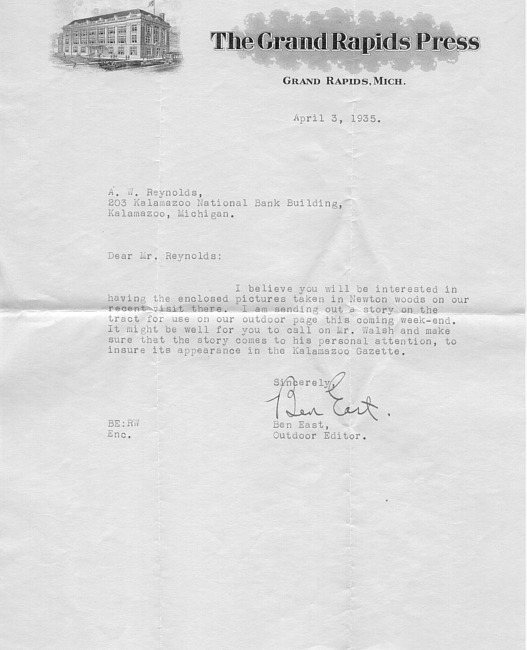 The Grand Rapids Press
GRAND RAPIDS, MICH.
April 3, 1935.
A. W. Reynolds,
203 Kalamazoo National Bank Building,
Kalamazoo, Michigan.
Dear Mr. Reynolds:
I believe you will be interested in
having the enclosed pictures taken in Newton woods on our
recent visit there. I am sending out a story on the
tract for use on our outdoor page this coming week-end.
It might be well for you to call on Mr. Walsh and make
sure that the story comes to his personal attention, to
insure its appearance in the Kalamazoo Gazette.
Sincerely,
Ben East.
BE:RW
Ben East,
Enc.
Outdoor Editor.